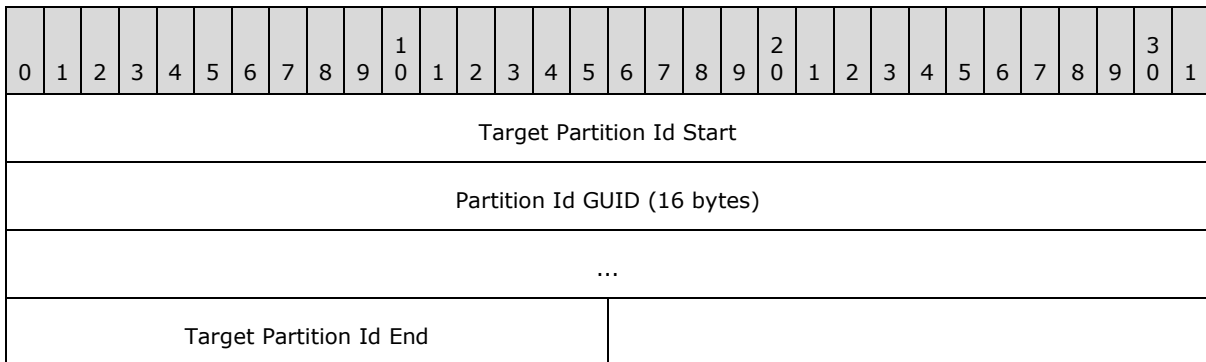 1 2 3
0 1 2 3 4 5 6 7 8 9 0 1 2 3 4 5 6 7 8 9 0 1 2 3 4 5 6 7 8 9 0 1
Target Partition Id Start
Partition Id GUID (16 bytes)
...
Target Partition Id End